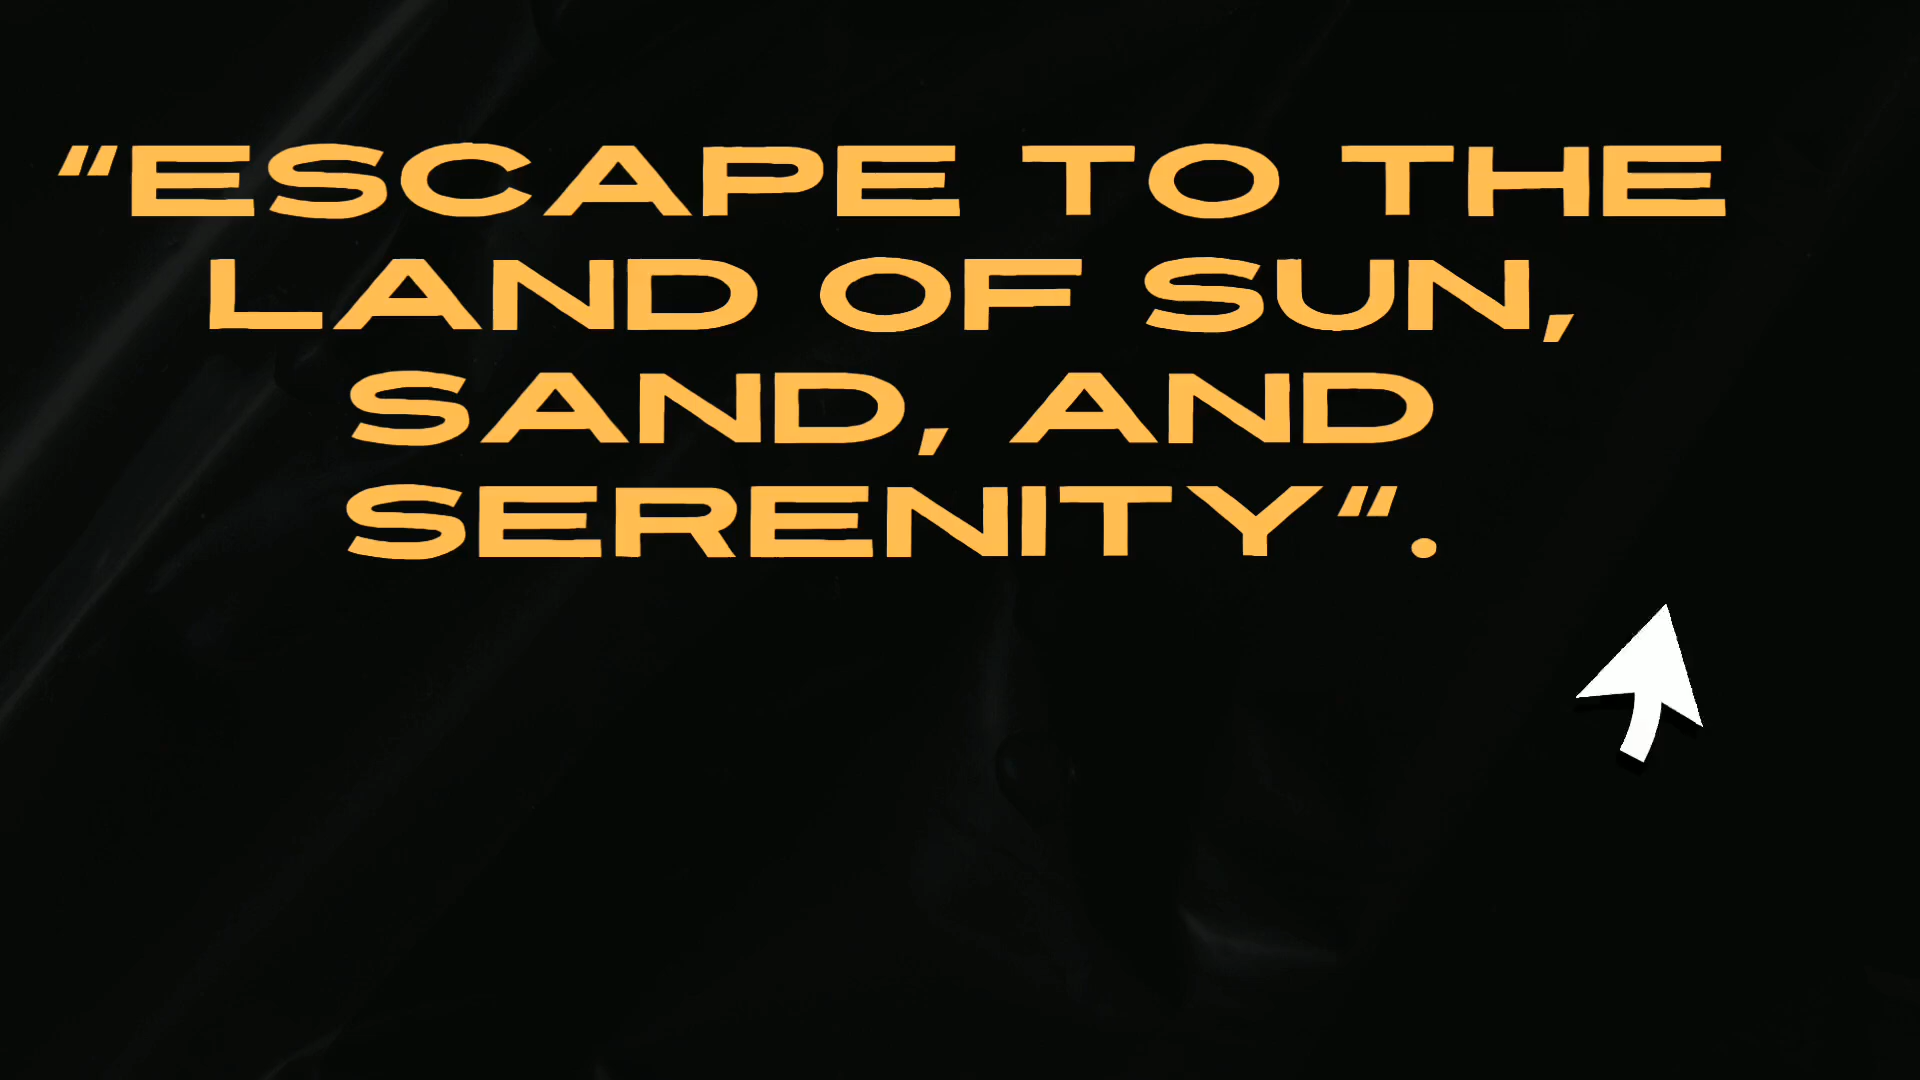 “ESCAPE TO THE
LAND OF SUN,
SAND, AND
SERENITY“.